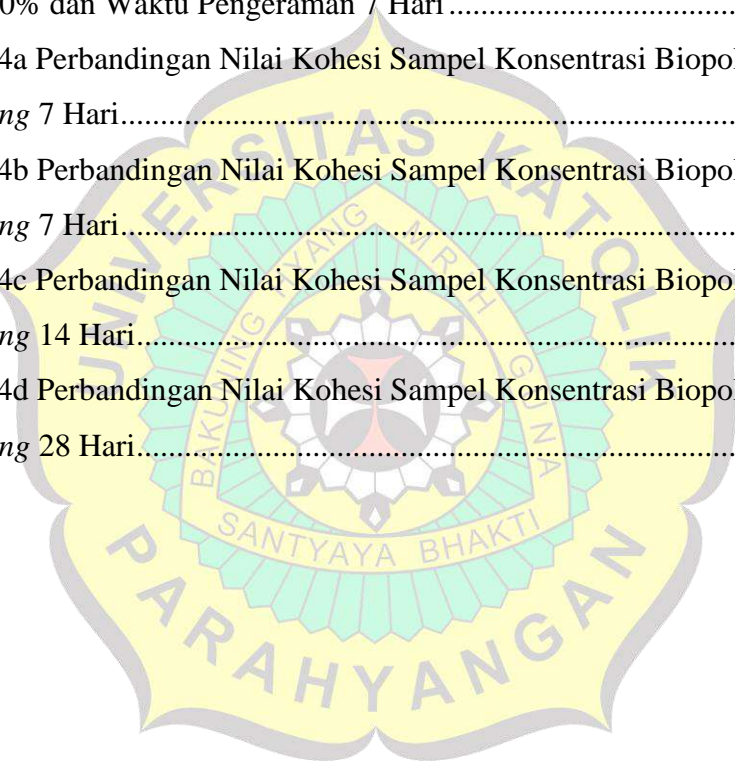 0% dan Waktu Pengeraman 7 Hari ........................................
4a Perbandingan Nilai Kohesi Sampel Konsentrasi Biopol
ng 7 Hari................................................................................
4b Perbandingan Nilai Kohesi Sampel Konsentrasi Biopol
ng 7 Hari................................................................................
4c Perbandingan Nilai Kohesi Sampel Konsentrasi Biopol
ng 14 Hari..............................................................................
4d Perbandingan Nilai Kohesi Sampel Konsentrasi Biopol
ng 28 Hari..............................................................................
UNIVERSITAS KATOLIK
PARAHYANGAN
BAKUNING HYANG MRIH GUNA
SANTYAYA BHAKTI